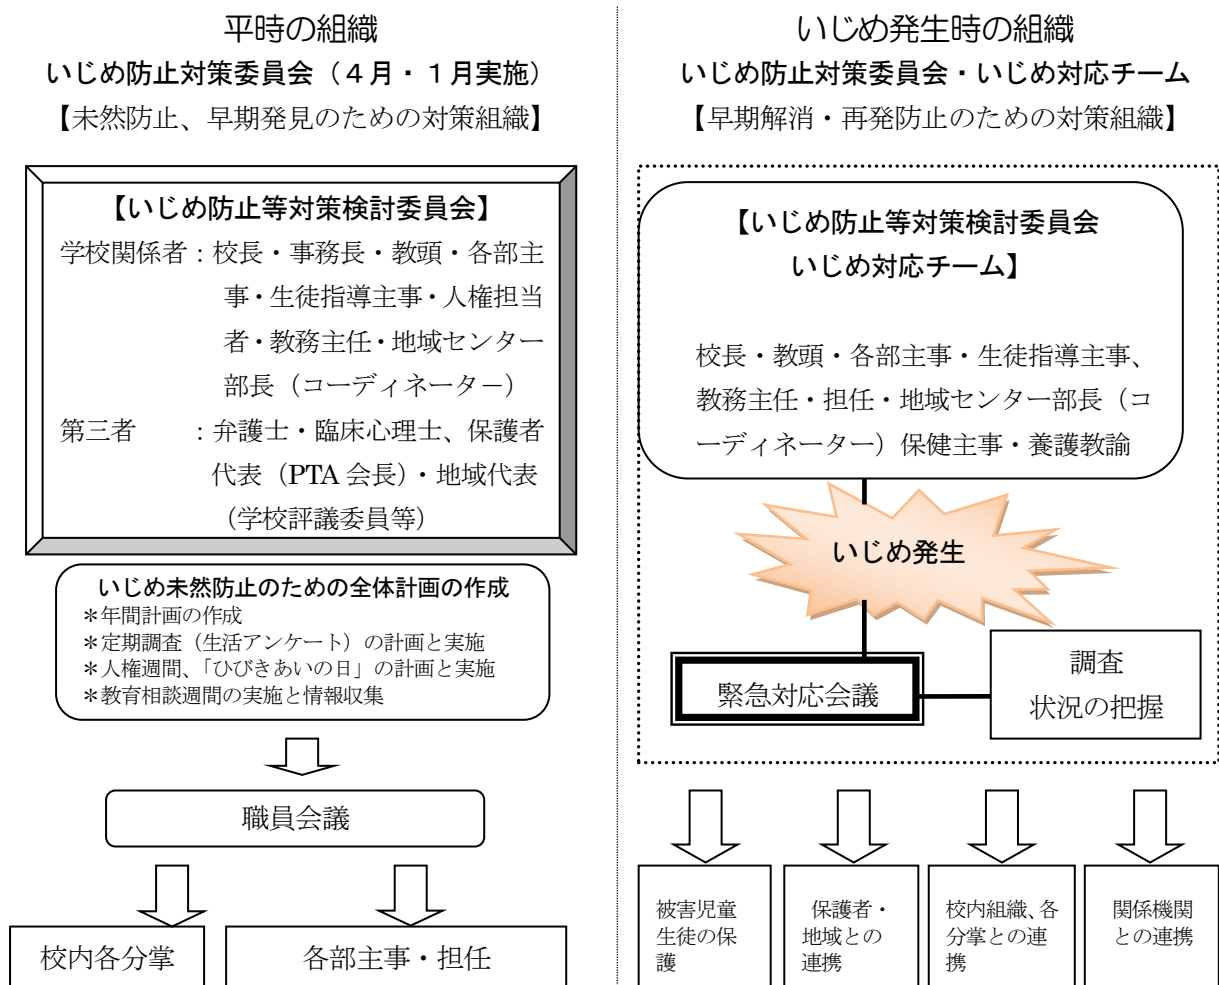 平時の組織
いじめ防止対策委員会（４月・１月実施）
【未然防止、早期発見のための対策組織】
【いじめ防止等対策検討委員会】
学校関係者：校長・事務長・教頭・各部主
事・生徒指導主事・人権担当
者・教務主任・地域センター
部長（コーディネータ－）
第三者　　：弁護士・臨床心理士、保護者
代表（PTA 会長）・地域代表
（学校評議委員等）
いじめ未然防止のための全体計画の作成
＊年間計画の作成
＊定期調査（生活アンケート）の計画と実施
＊人権週間、「ひびきあいの日」の計画と実施
＊教育相談週間の実施と情報収集
職員会議
校内各分掌
各部主事・担任
いじめ発生時の組織
いじめ防止対策委員会・いじめ対応チーム
【早期解消・再発防止のための対策組織】
【いじめ防止等対策検討委員会
いじめ対応チーム】
校長・教頭・各部主事・生徒指導主事、
教務主任・担任・地域センター部長（コ
ーディネーター）保健主事・養護教諭
いじめ発生
緊急対応会議
調査
状況の把握
被害児童
生徒の保
護
保護者・
地域との
連携
校内組織、各
分掌との連
携
関係機関
との連携